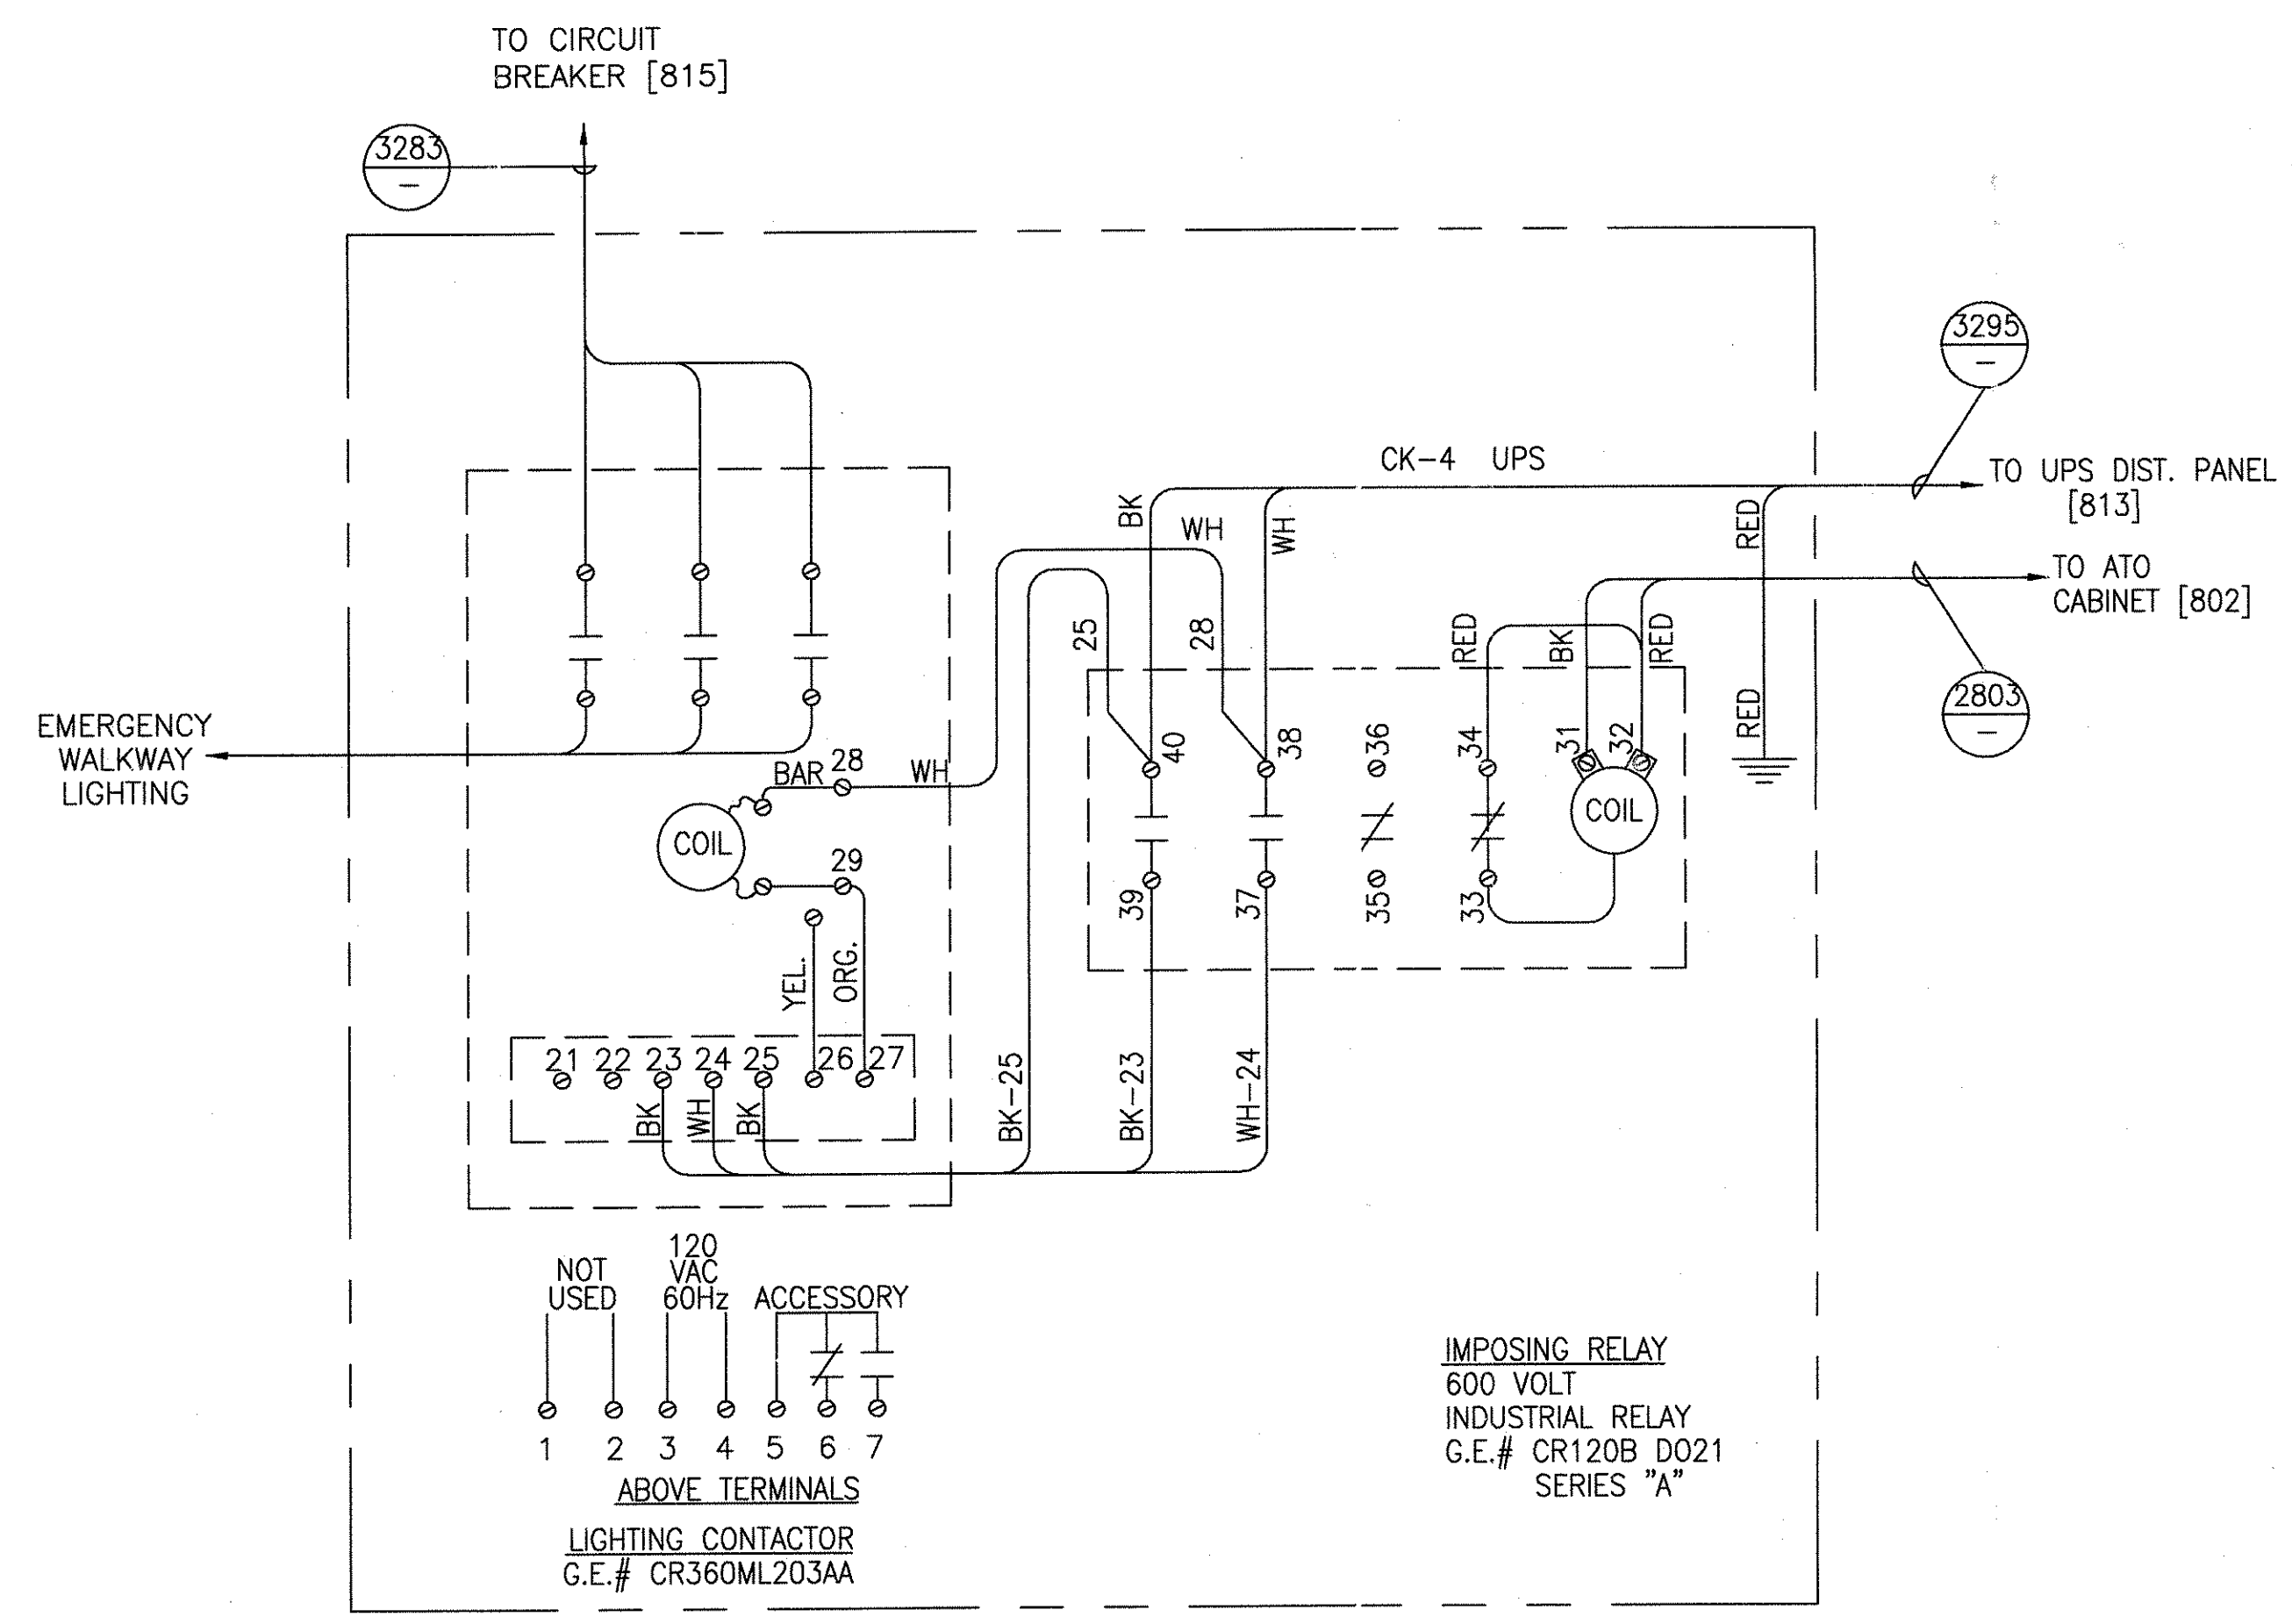 TO CIRCUIT
BREAKER [815]
3283
–
3295
–
CK–4 UPS
TO UPS DIST. PANEL
[813]
BK
WH
WH
RED
TO ATO
CABINET [802]
25
28
RED
BK
RED
RED
2803
–
EMERGENCY
WALKWAY
LIGHTING
BAR 28
WH
40
38
36
34
31
32
COIL
COIL
29
39
37
35
33
YEL.
ORG.
21 22 23 24 25 26 27
BK
WH
BK
BK–25
BK–23
WH–24
120
VAC
60Hz
NOT
USED
ACCESSORY
1 2 3 4 5 6 7
ABOVE TERMINALS
LIGHTING CONTACTOR
G.E.# CR360ML203AA
IMPOSING RELAY
600 VOLT
INDUSTRIAL RELAY
G.E.# CR120B DO21
SERIES "A"